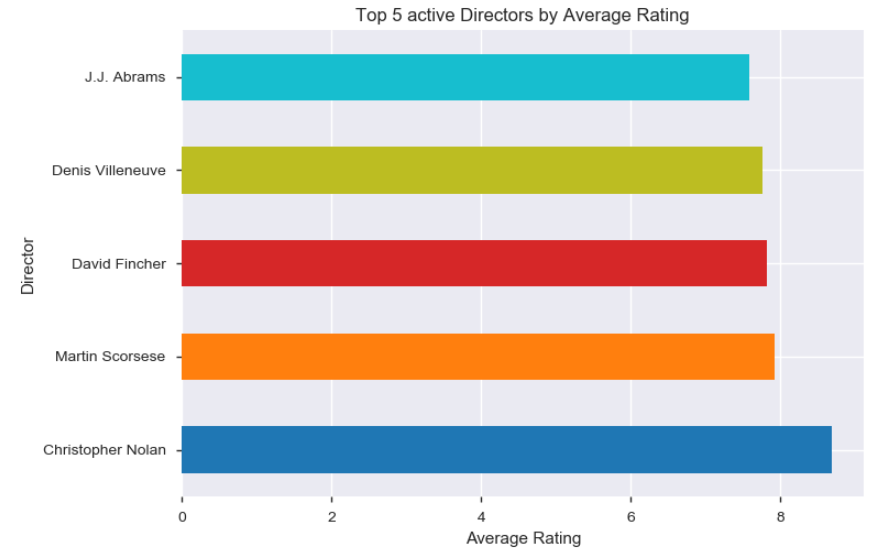 Top 5 active Directors by Average Rating
J.J. Abrams
Denis Villeneuve
David Fincher
Martin Scorsese
Christopher Nolan
Director
0 2 4 6 8
Average Rating